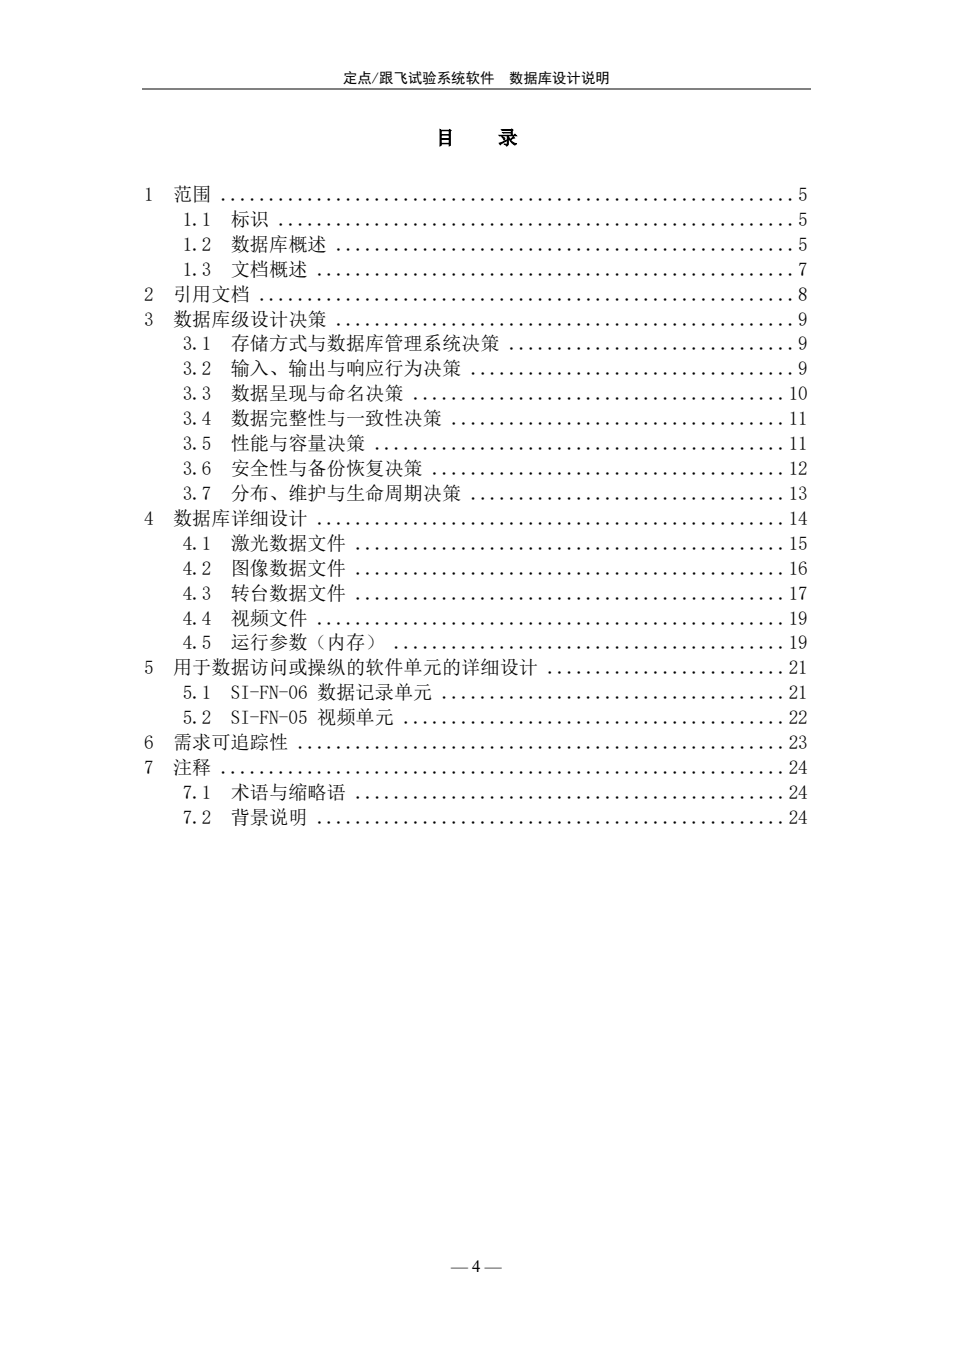 定点/跟飞试验系统软件 数据库设计说明
目 录
1 范围 ............................................................ 5
1.1 标识 ...................................................... 5
1.2 数据库概述 ................................................ 5
1.3 文档概述 .................................................. 7
2 引用文档 ........................................................ 8
3 数据库级设计决策 ................................................ 9
3.1 存储方式与数据库管理系统决策 .............................. 9
3.2 输入、输出与响应行为决策 .................................. 9
3.3 数据呈现与命名决策 ....................................... 10
3.4 数据完整性与一致性决策 ................................... 11
3.5 性能与容量决策 ........................................... 11
3.6 安全性与备份恢复决策 ..................................... 12
3.7 分布、维护与生命周期决策 ................................. 13
4 数据库详细设计 ................................................. 14
4.1 激光数据文件 ............................................. 15
4.2 图像数据文件 ............................................. 16
4.3 转台数据文件 ............................................. 17
4.4 视频文件 ................................................. 19
4.5 运行参数（内存） ......................................... 19
5 用于数据访问或操纵的软件单元的详细设计 ......................... 21
5.1 SI-FN-06 数据记录单元 .................................... 21
5.2 SI-FN-05 视频单元 ........................................ 22
6 需求可追踪性 ................................................... 23
7 注释 ........................................................... 24
7.1 术语与缩略语 ............................................. 24
7.2 背景说明 ................................................. 24
— 4 —